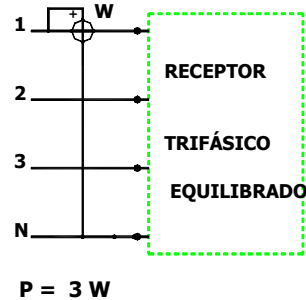 + W
1
RECEPTOR
2
TRIFÁSICO
3
EQUILIBRADO
N
P = 3 W